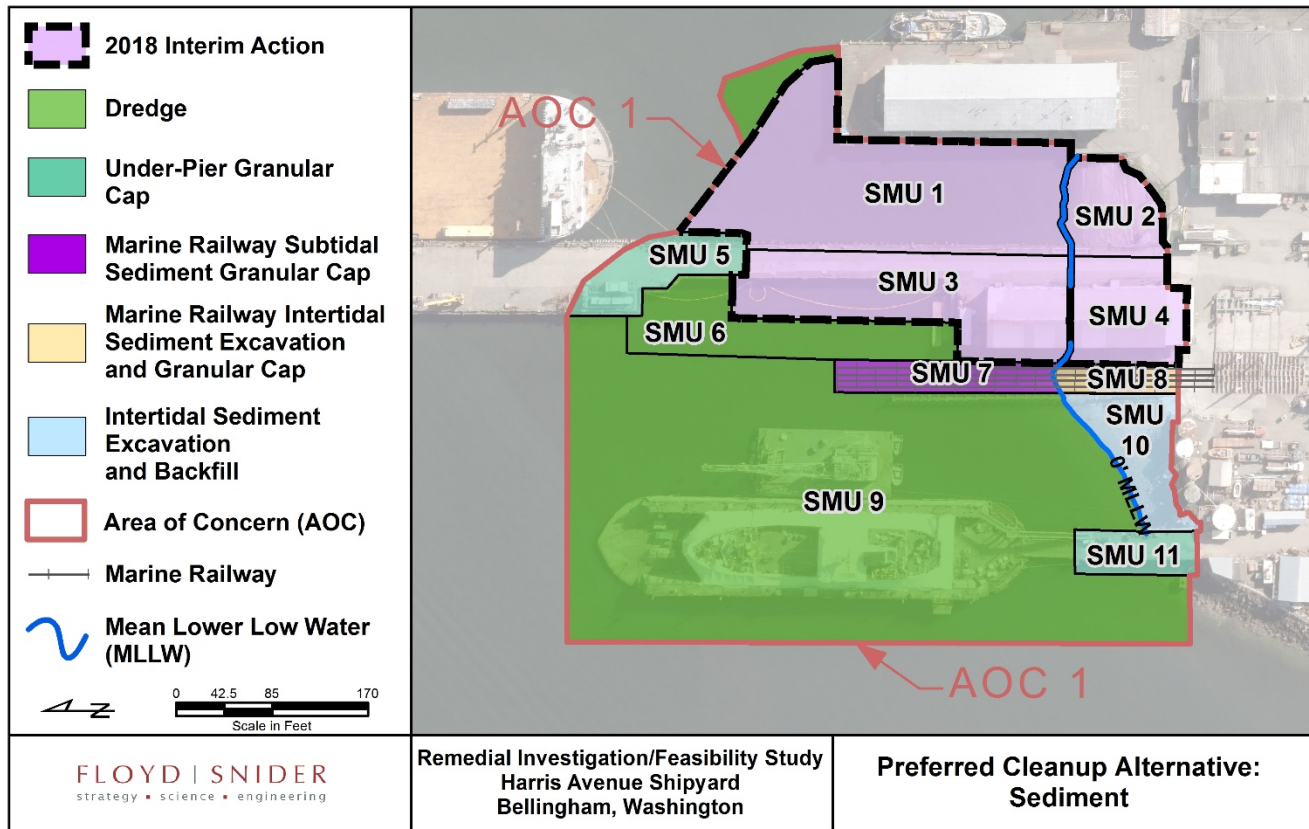 2018 Interim Action
Dredge
Under-Pier Granular
Cap
Marine Railway Subtidal
Sediment Granular Cap
Marine Railway Intertidal
Sediment Excavation
and Granular Cap
Intertidal Sediment
Excavation
and Backfill
Area of Concern (AOC)
Marine Railway
Mean Lower Low Water
(MLLW)
N
0 42.5 85 170
Scale in Feet
AOC 1
SMU 1
SMU 2
SMU 5
SMU 3
SMU 4
SMU 6
SMU 7
SMU 8
SMU
10
0' MLLW
SMU 9
SMU 11
AOC 1
FLOYD | SNIDER
strategy ▪ science ▪ engineering
Remedial Investigation/Feasibility Study
Harris Avenue Shipyard
Bellingham, Washington
Preferred Cleanup Alternative:
Sediment